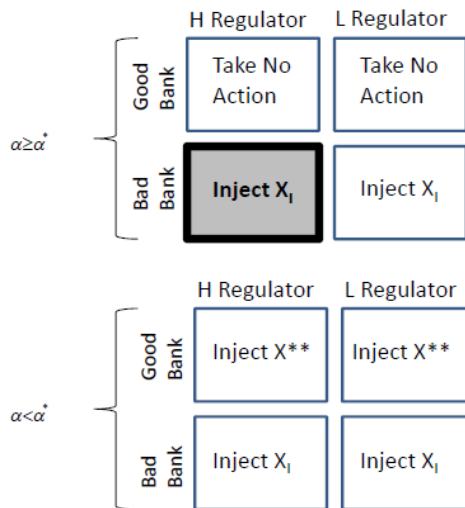 H Regulator L Regulator
Good Bank
Take No Action
Take No Action
α≥α*
Bad Bank
Inject X_I
Inject X_I
H Regulator L Regulator
Good Bank
Inject X**
Inject X**
α<α*
Bad Bank
Inject X_I
Inject X_I